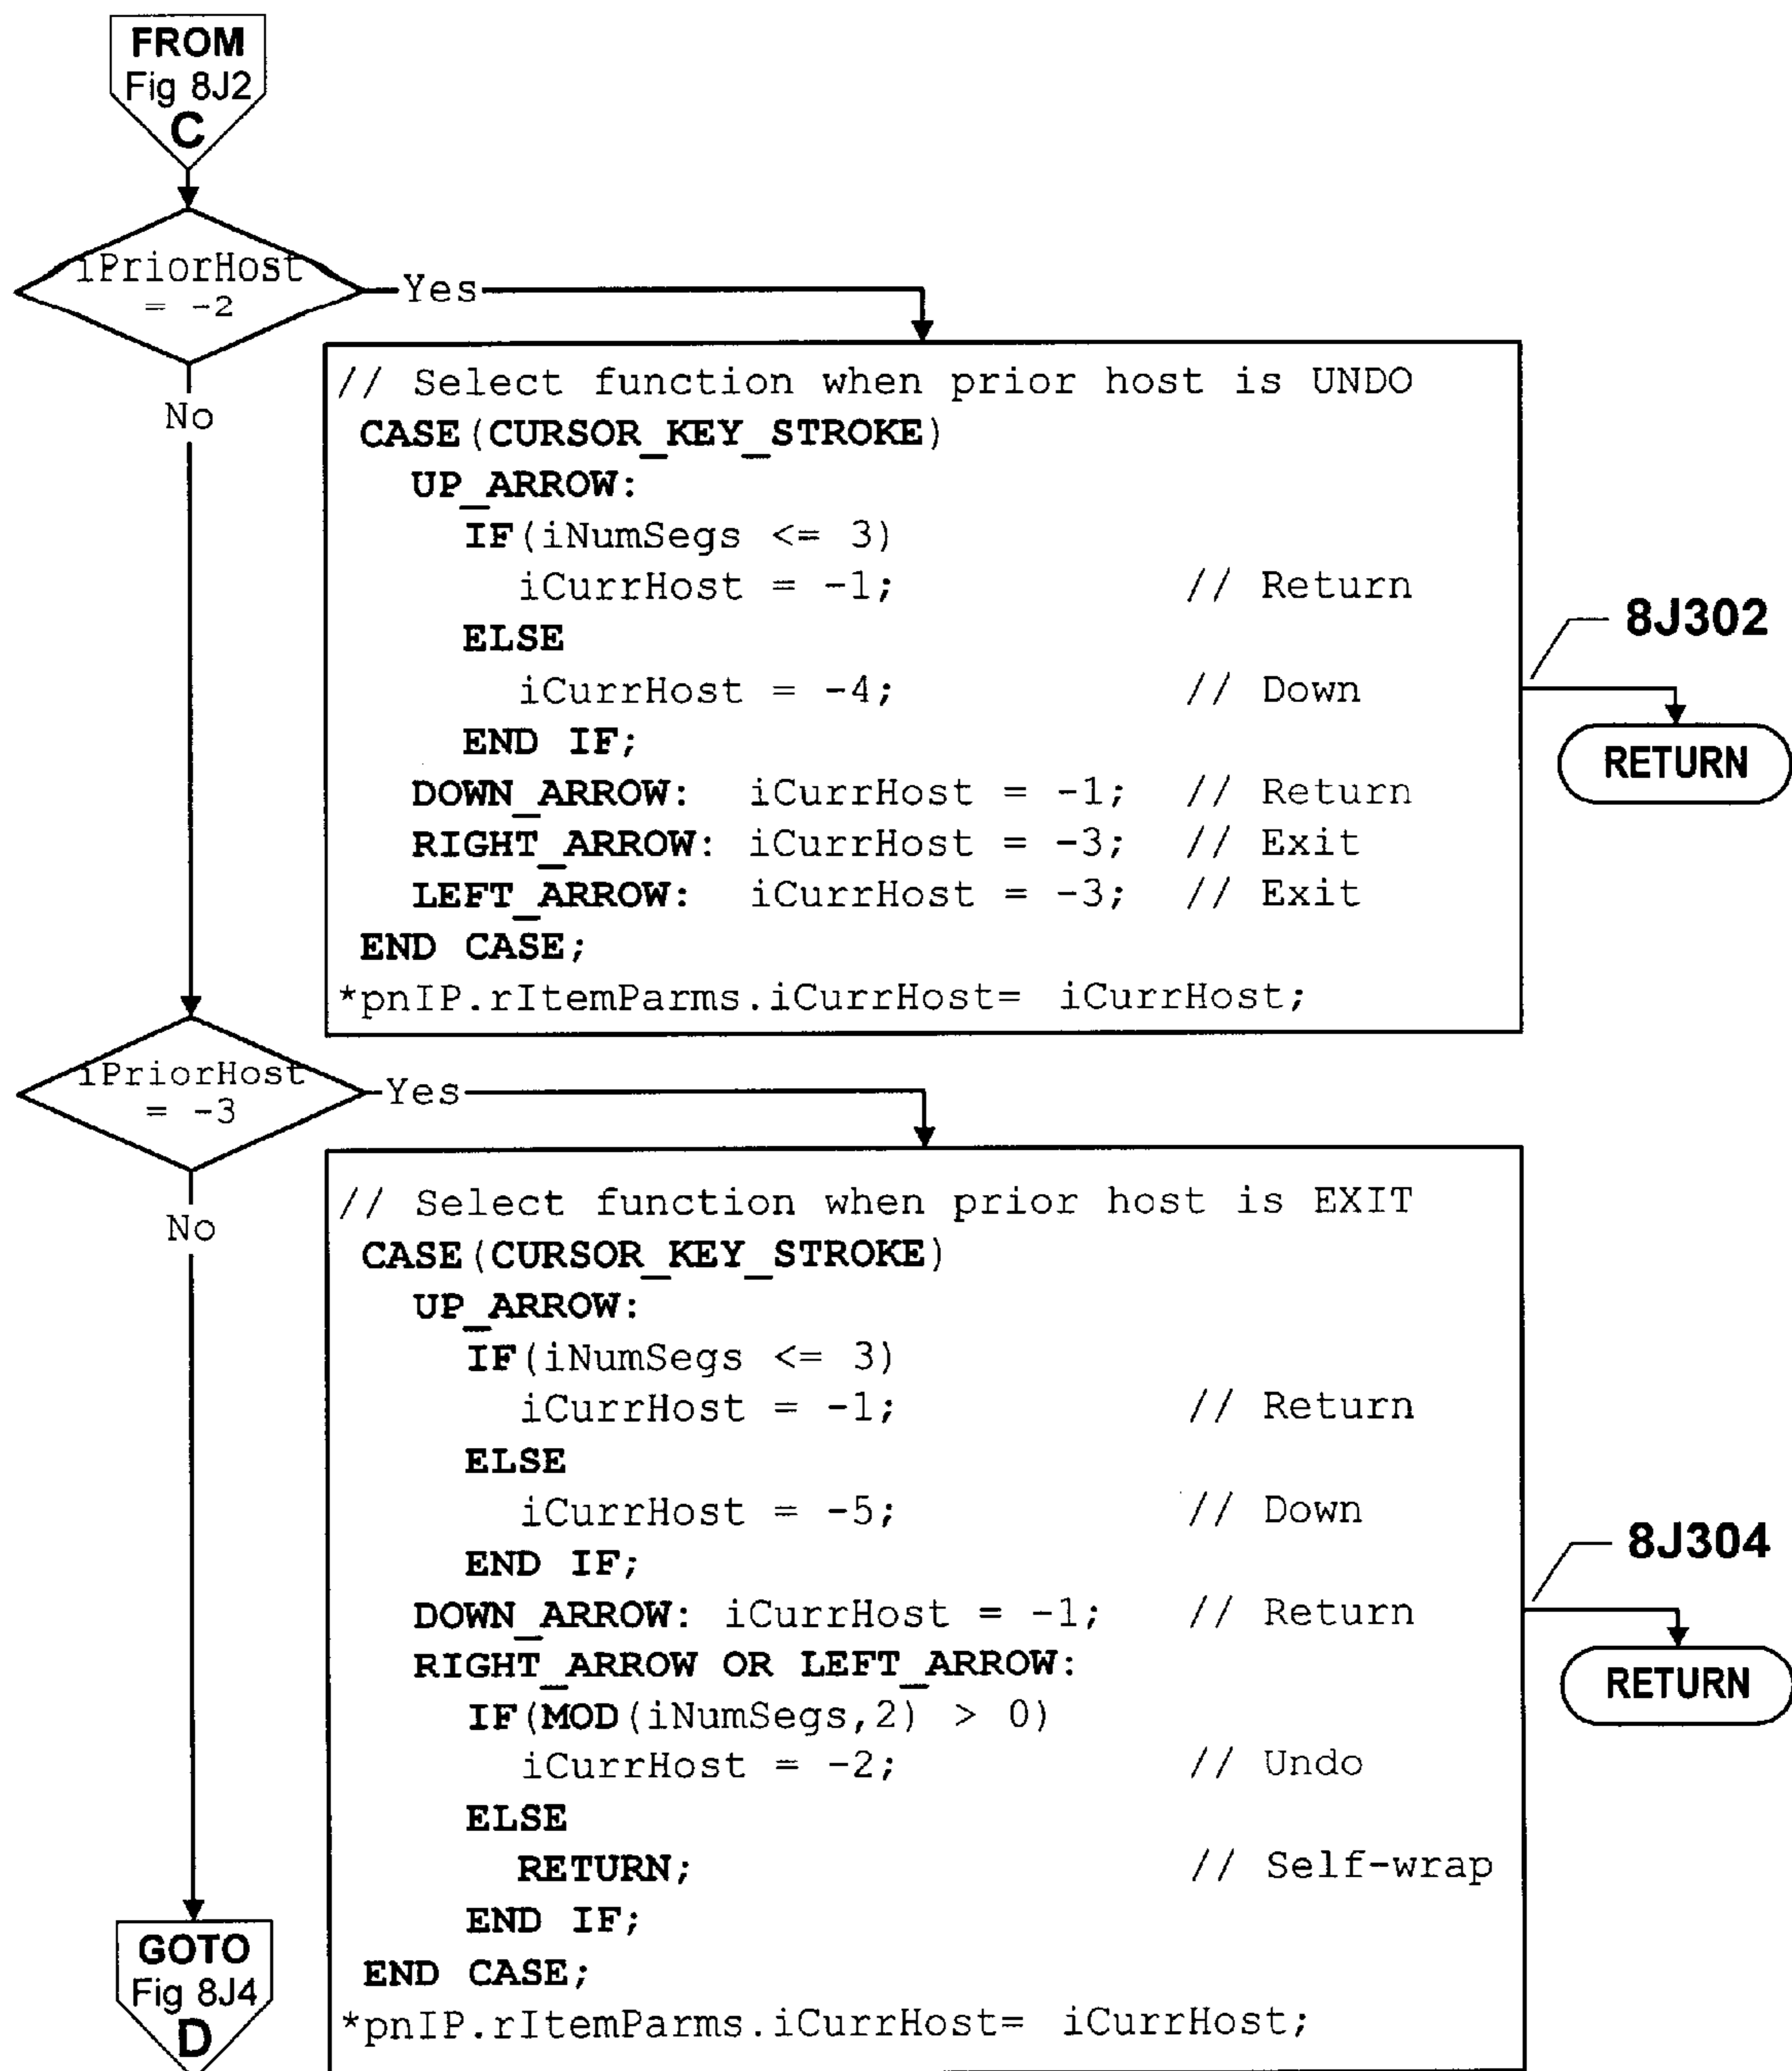 FROM
Fig 8J2
C
iPriorHost
= -2
Yes
No
// Select function when prior host is UNDO
CASE(CURSOR_KEY_STROKE)
UP_ARROW:
IF(iNumSegs <= 3)
iCurrHost = -1; // Return
ELSE
iCurrHost = -4; // Down
END IF;
DOWN_ARROW: iCurrHost = -1; // Return
RIGHT_ARROW: iCurrHost = -3; // Exit
LEFT_ARROW: iCurrHost = -3; // Exit
END CASE;
*pnIP.rItemParms.iCurrHost= iCurrHost;
8J302
RETURN
iPriorHost
= -3
Yes
No
// Select function when prior host is EXIT
CASE(CURSOR_KEY_STROKE)
UP_ARROW:
IF(iNumSegs <= 3)
iCurrHost = -1; // Return
ELSE
iCurrHost = -5; // Down
END IF;
DOWN_ARROW: iCurrHost = -1; // Return
RIGHT_ARROW OR LEFT_ARROW:
IF(MOD(iNumSegs,2) > 0)
iCurrHost = -2; // Undo
ELSE
RETURN; // Self-wrap
END IF;
END CASE;
*pnIP.rItemParms.iCurrHost= iCurrHost;
8J304
RETURN
GOTO
Fig 8J4
D